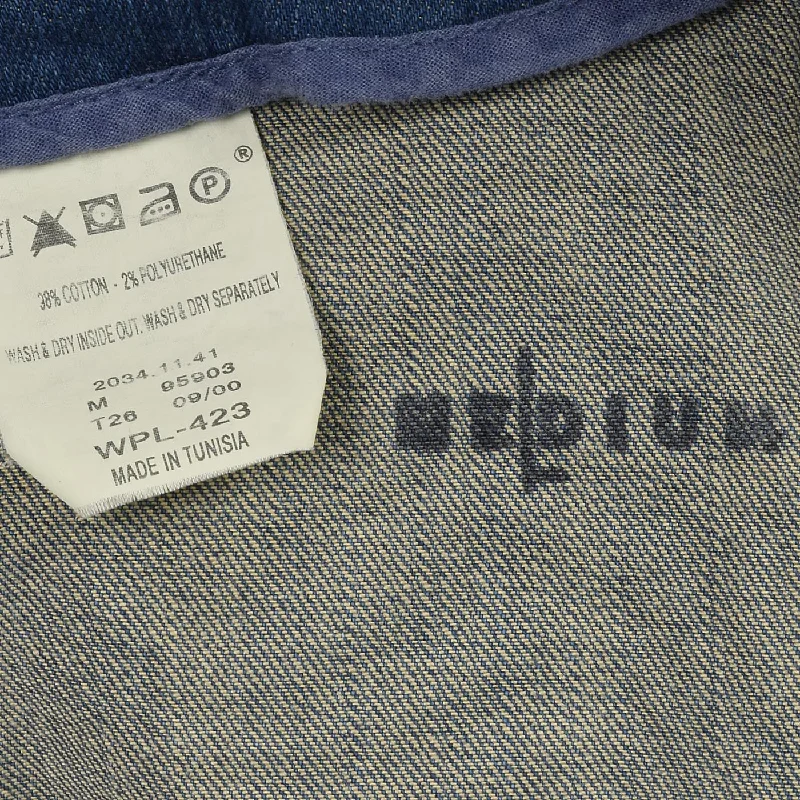 ®
P
98% COTTON - 2% POLYURETHANE
WASH & DRY INSIDE OUT. WASH & DRY SEPARATELY
2034.11.41
M 95903
T26 09/00
WPL-423
MADE IN TUNISIA
MEDIUM